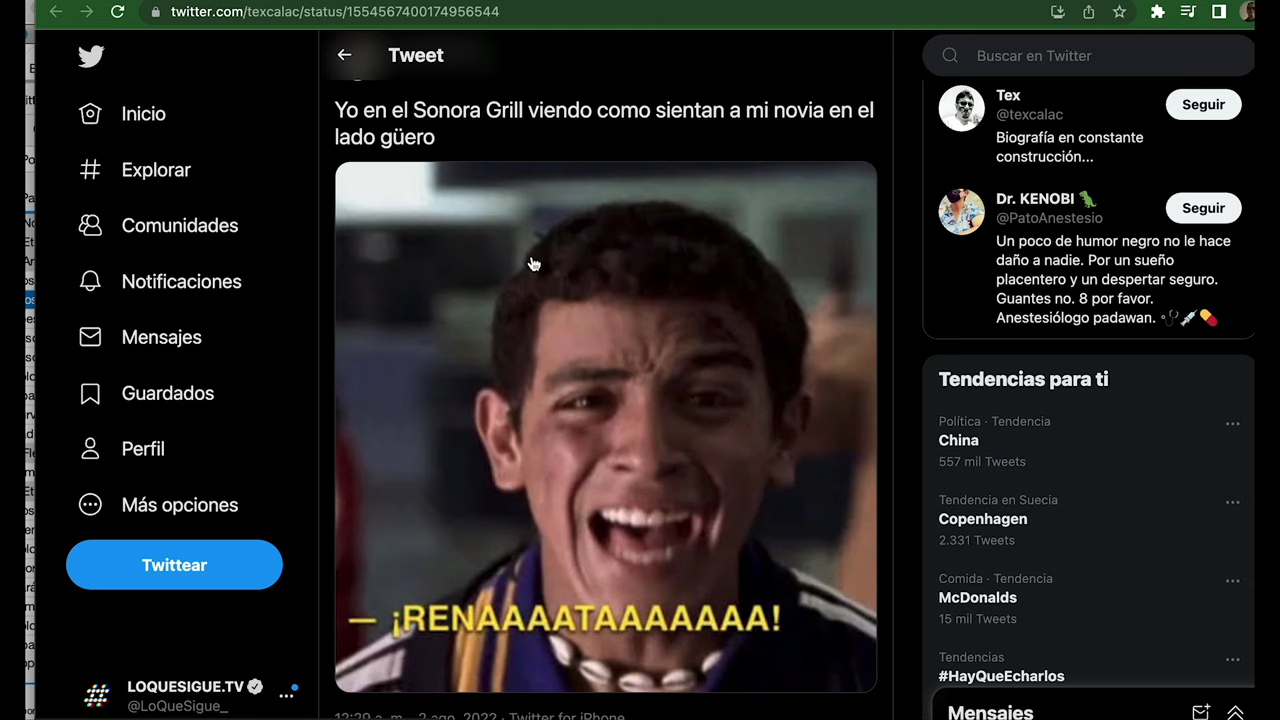 twitter.com/texcalac/status/1554567400174956544
Tweet
Buscar en Twitter
Inicio
Explorar
Comunidades
Notificaciones
Mensajes
Guardados
Perfil
Más opciones
Twittear
LOQUESIGUE.TV
@LoQueSigue_
Yo en el Sonora Grill viendo como sientan a mi novia en el
lado güero
— ¡RENAAAATAAAAAAA!
12:29 a. m. · 2 ago. 2022 · Twitter for iPhone
Tex
@texcalac
Seguir
Biografía en constante
construcción...
Dr. KENOBI 🦖
@PatoAnestesio
Seguir
Un poco de humor negro no le hace
daño a nadie. Por un sueño
placentero y un despertar seguro.
Guantes no. 8 por favor.
Anestesiólogo padawan. 🩺💉💊
Tendencias para ti
Política · Tendencia
China
557 mil Tweets
Tendencia en Suecia
Copenhagen
2.331 Tweets
Comida · Tendencia
McDonalds
15 mil Tweets
Tendencias
#HayQueEcharlos
Mensajes